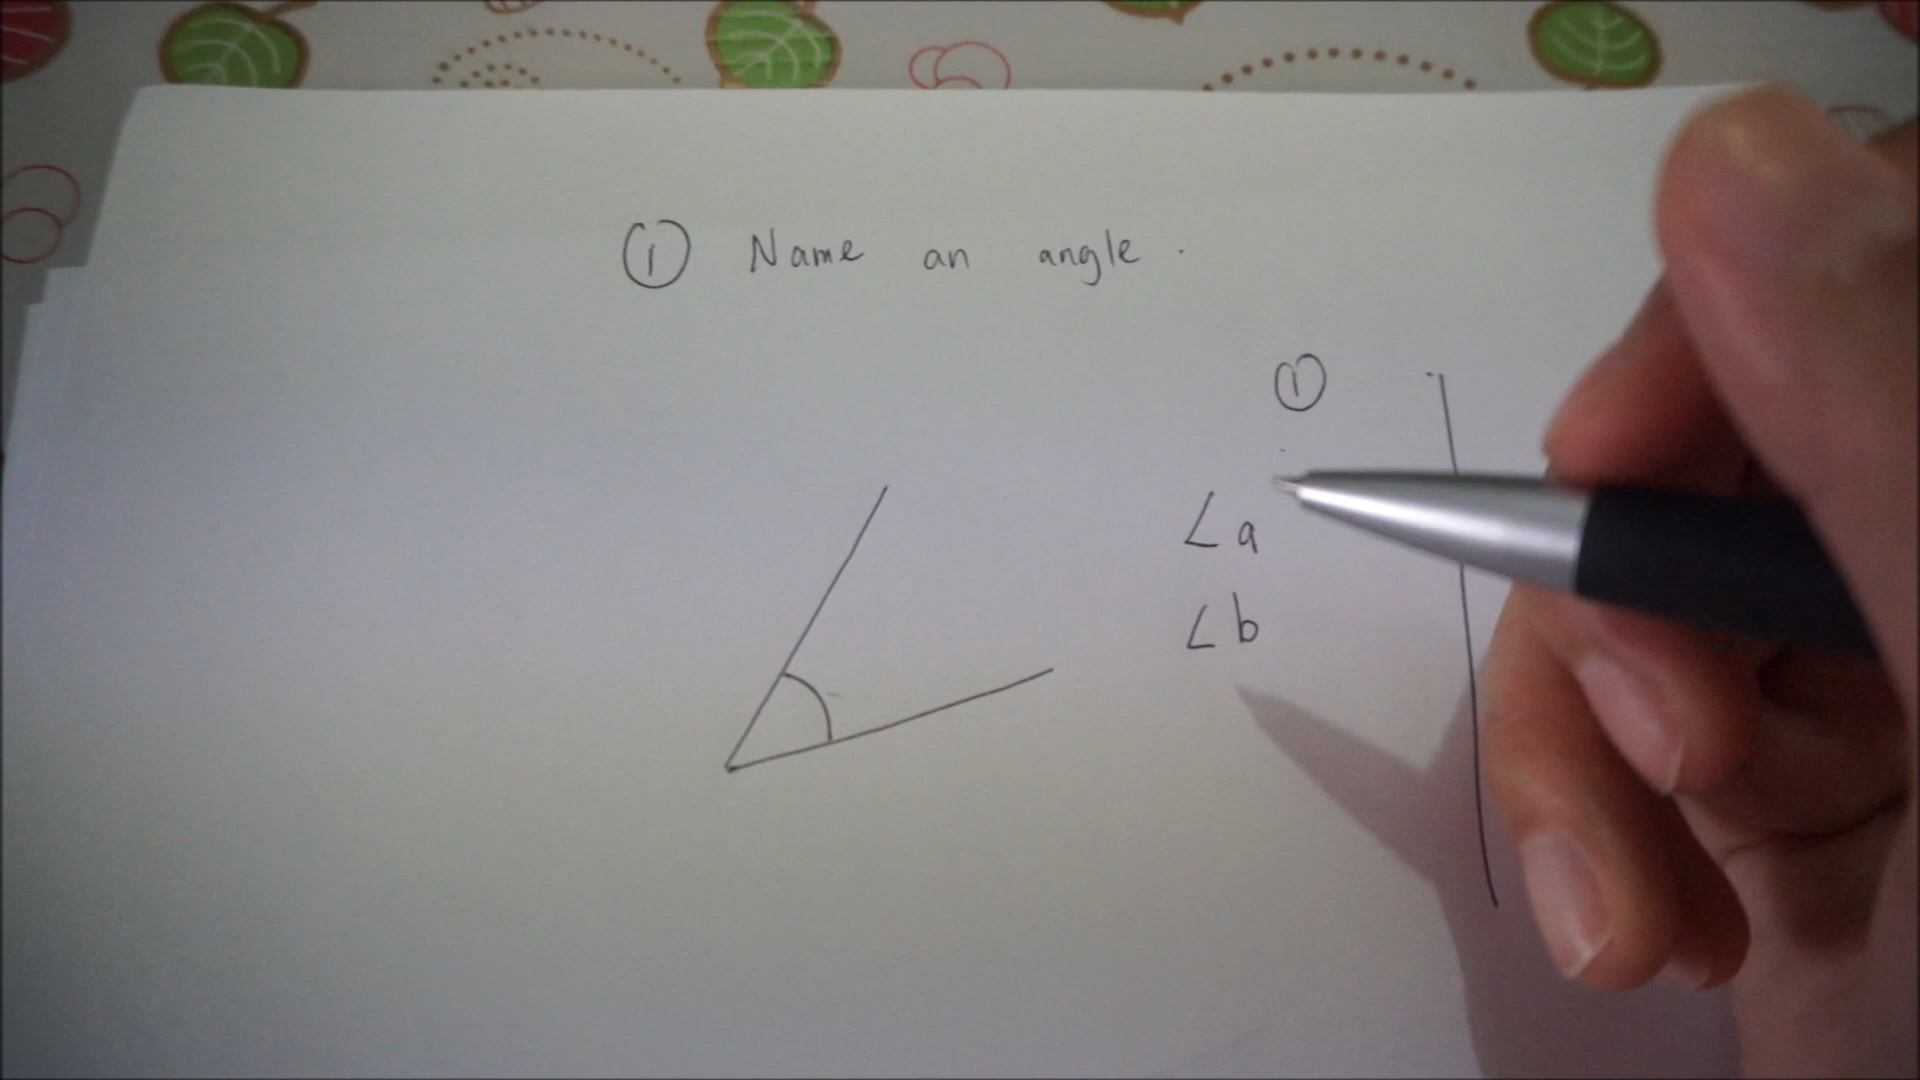 ① Name an angle.
①
∠a
∠b